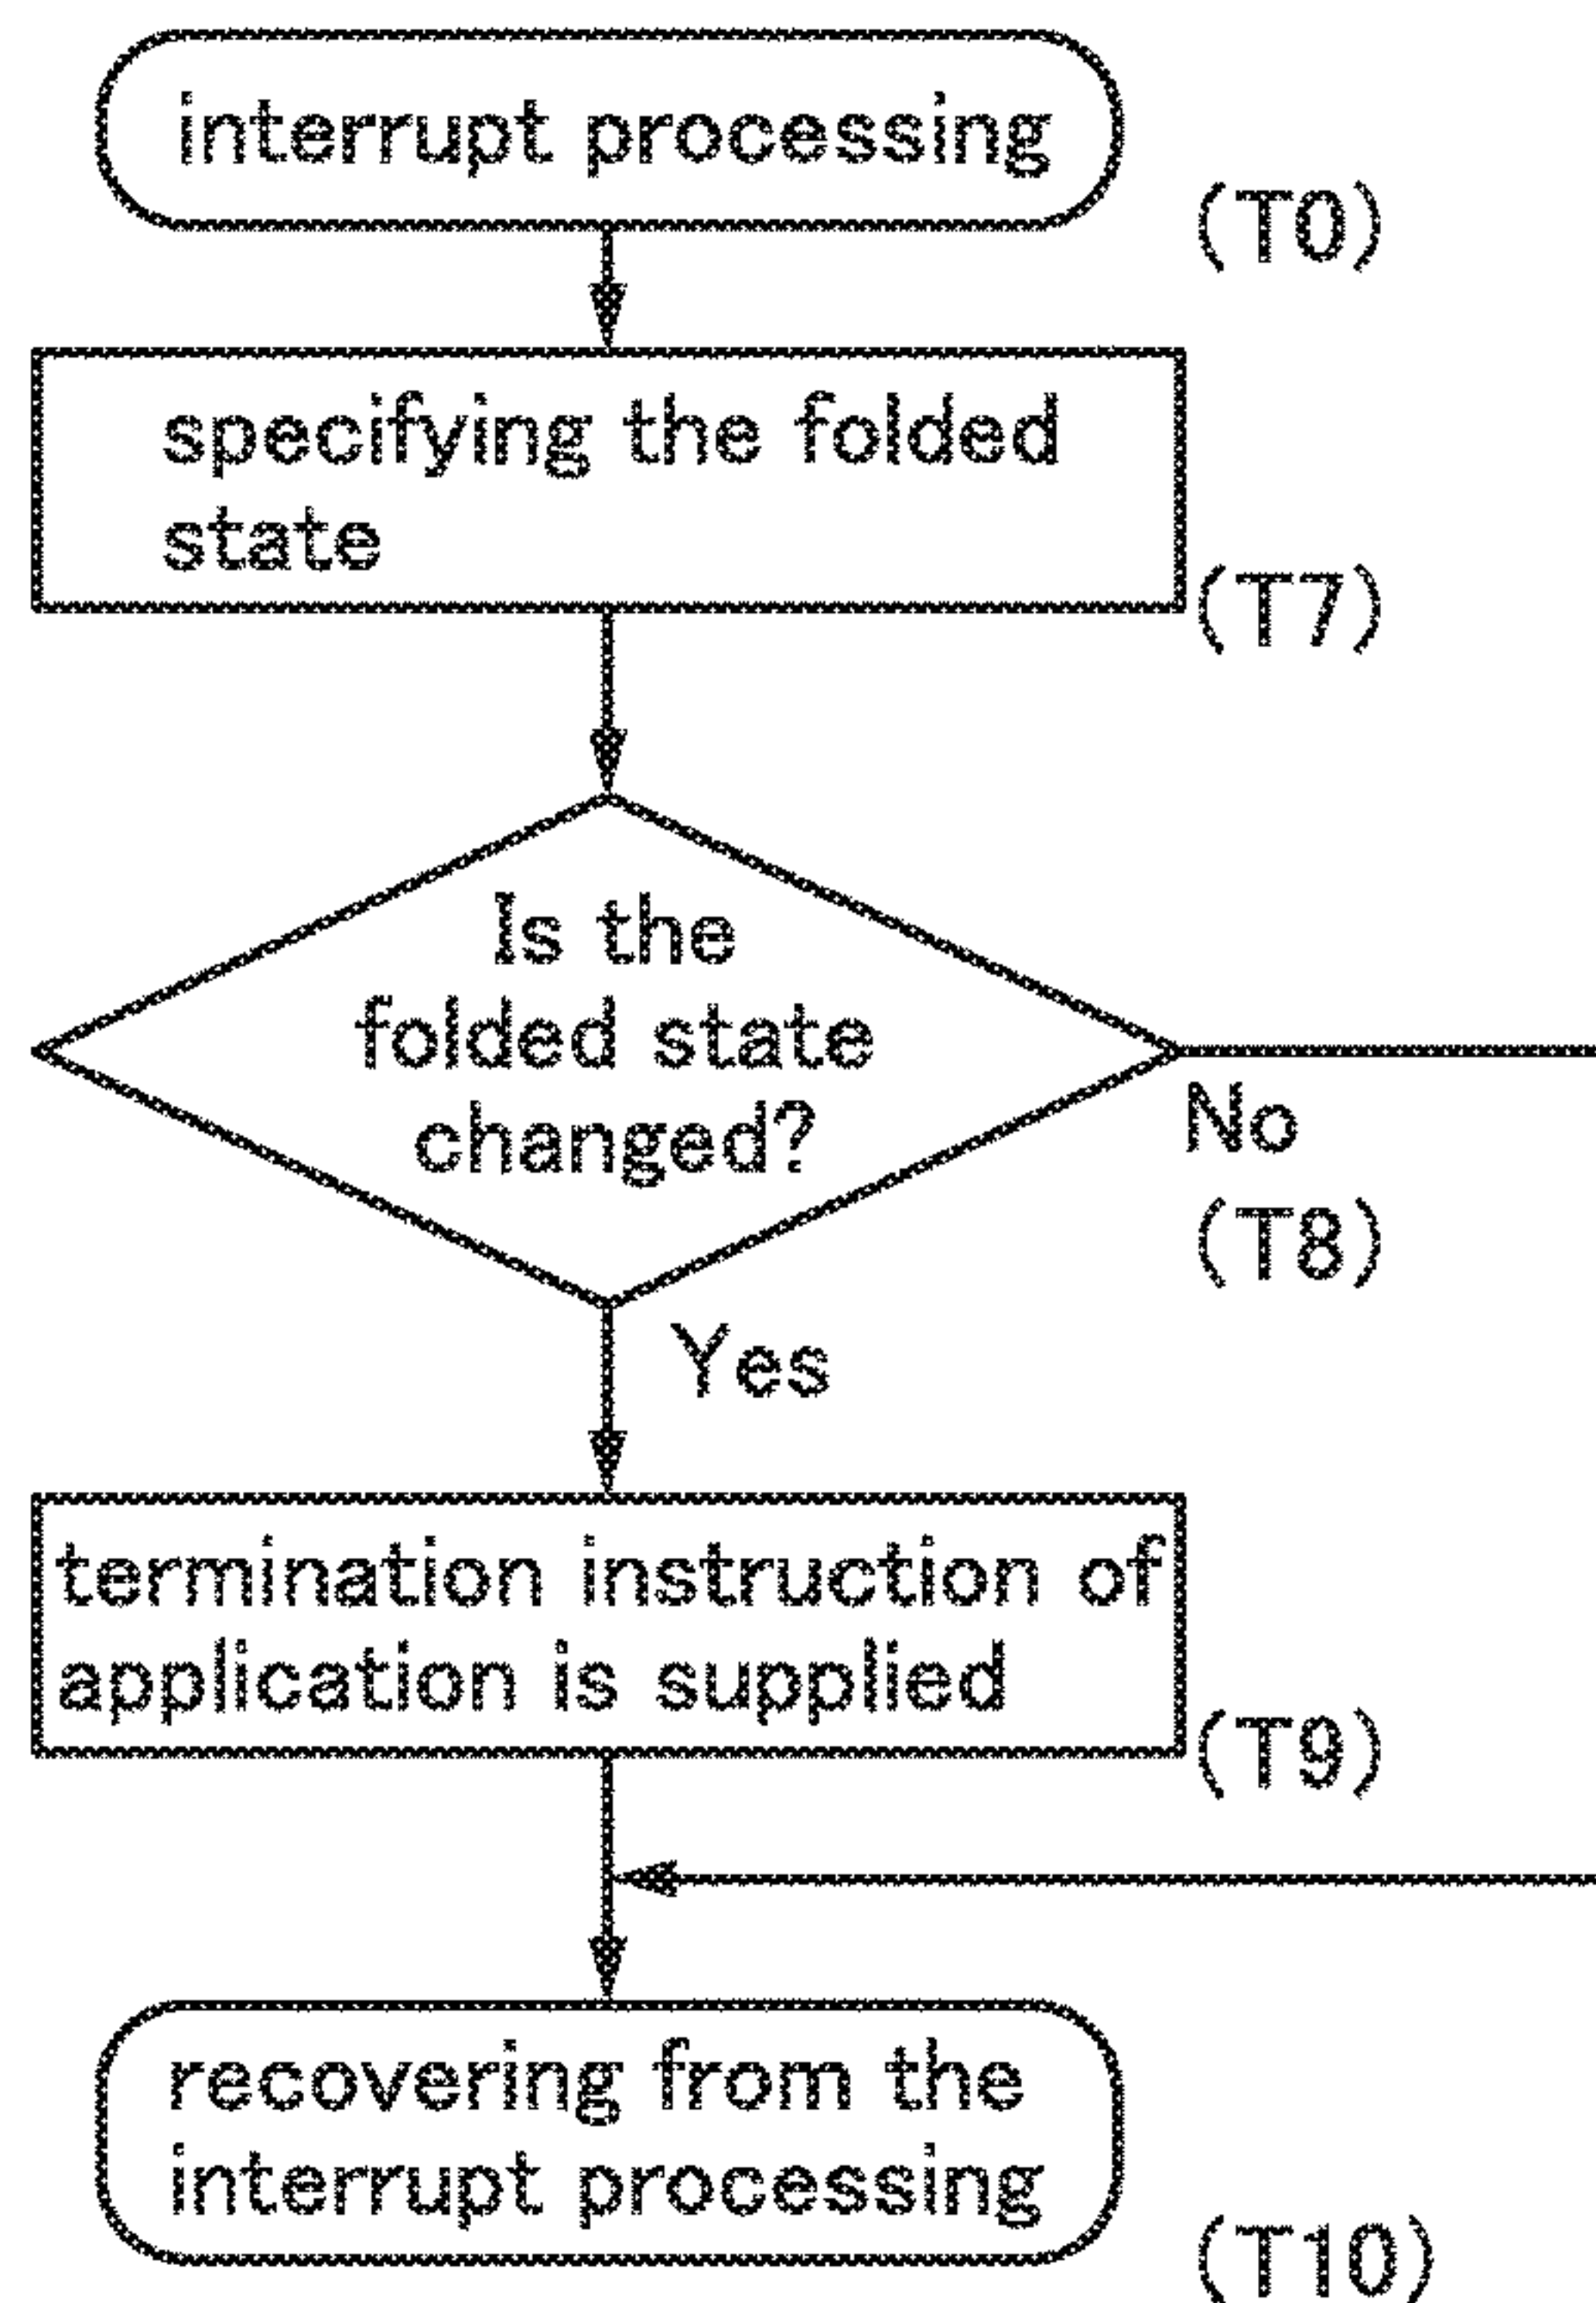 interrupt processing
(T0)
specifying the folded
state
(T7)
Is the
folded state
changed?
No
(T8)
Yes
termination instruction of
application is supplied
(T9)
recovering from the
interrupt processing
(T10)